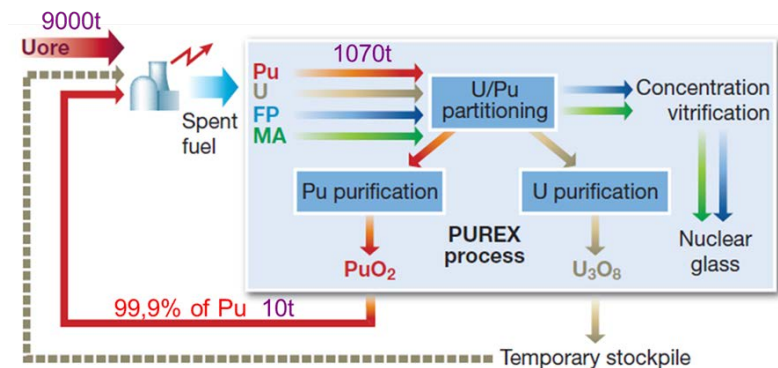 9000t
Uore
Spent
fuel
Pu
1070t
U
FP
MA
U/Pu
partitioning
Concentration
vitrification
Pu purification
U purification
PUREX
process
Nuclear
glass
PuO₂
U₃O₈
99,9% of Pu 10t
Temporary stockpile